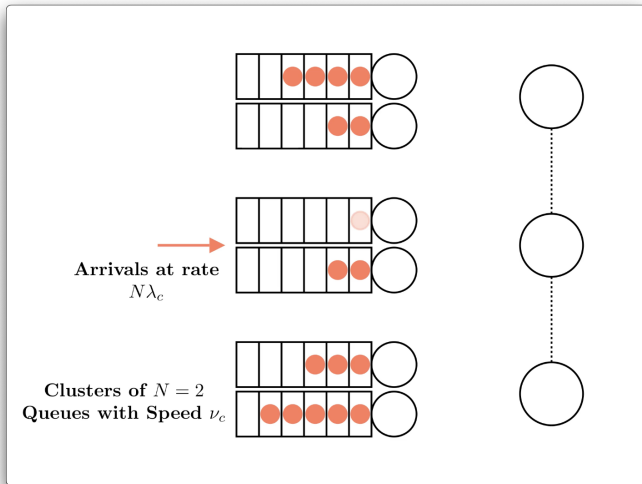 Arrivals at rate
Nλ_c
Clusters of N = 2
Queues with Speed ν_c